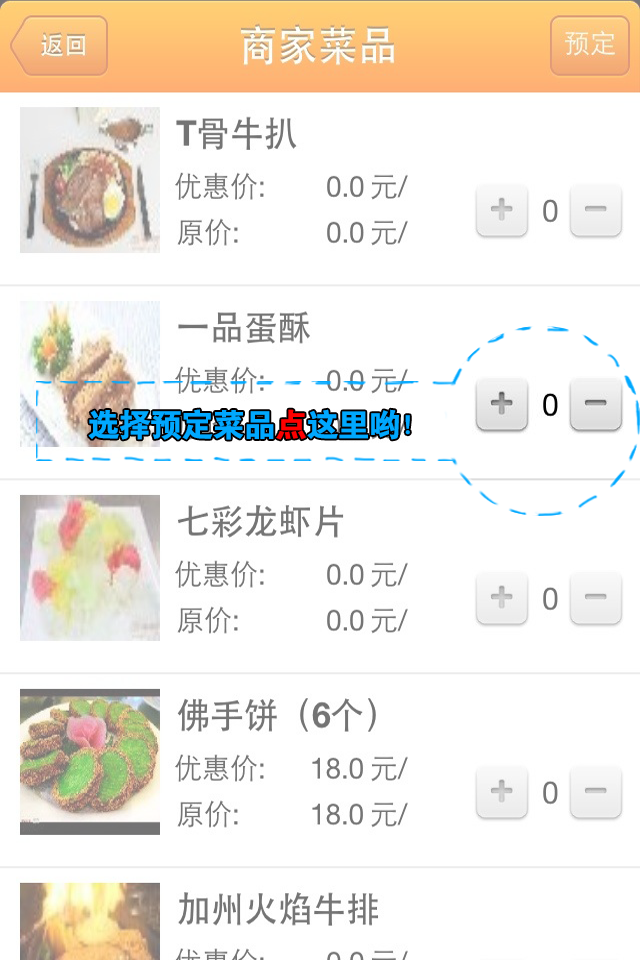 返回 商家菜品 预定
T骨牛扒
优惠价: 0.0 元/
原价: 0.0 元/
+ 0 －
一品蛋酥
优惠价: 0.0 元/
+ 0 －
选择预定菜品点这里哟!
七彩龙虾片
优惠价: 0.0 元/
原价: 0.0 元/
+ 0 －
佛手饼（6个）
优惠价: 18.0 元/
原价: 18.0 元/
+ 0 －
加州火焰牛排
优惠价: 0.0 元/